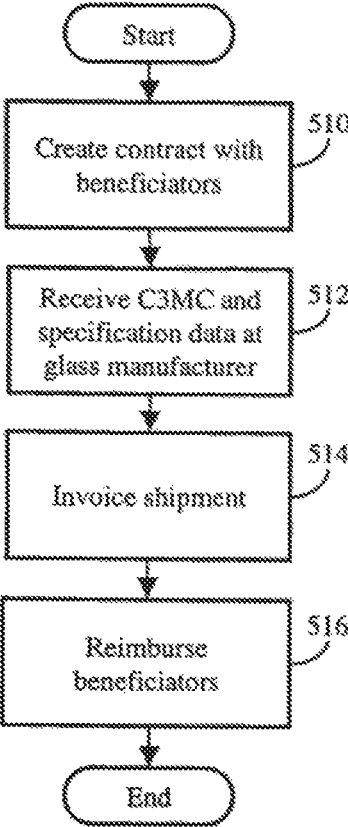 Start
510
Create contract with
beneficiators
512
Receive C3MC and
specification data at
glass manufacturer
514
Invoice shipment
516
Reimburse
beneficiators
End